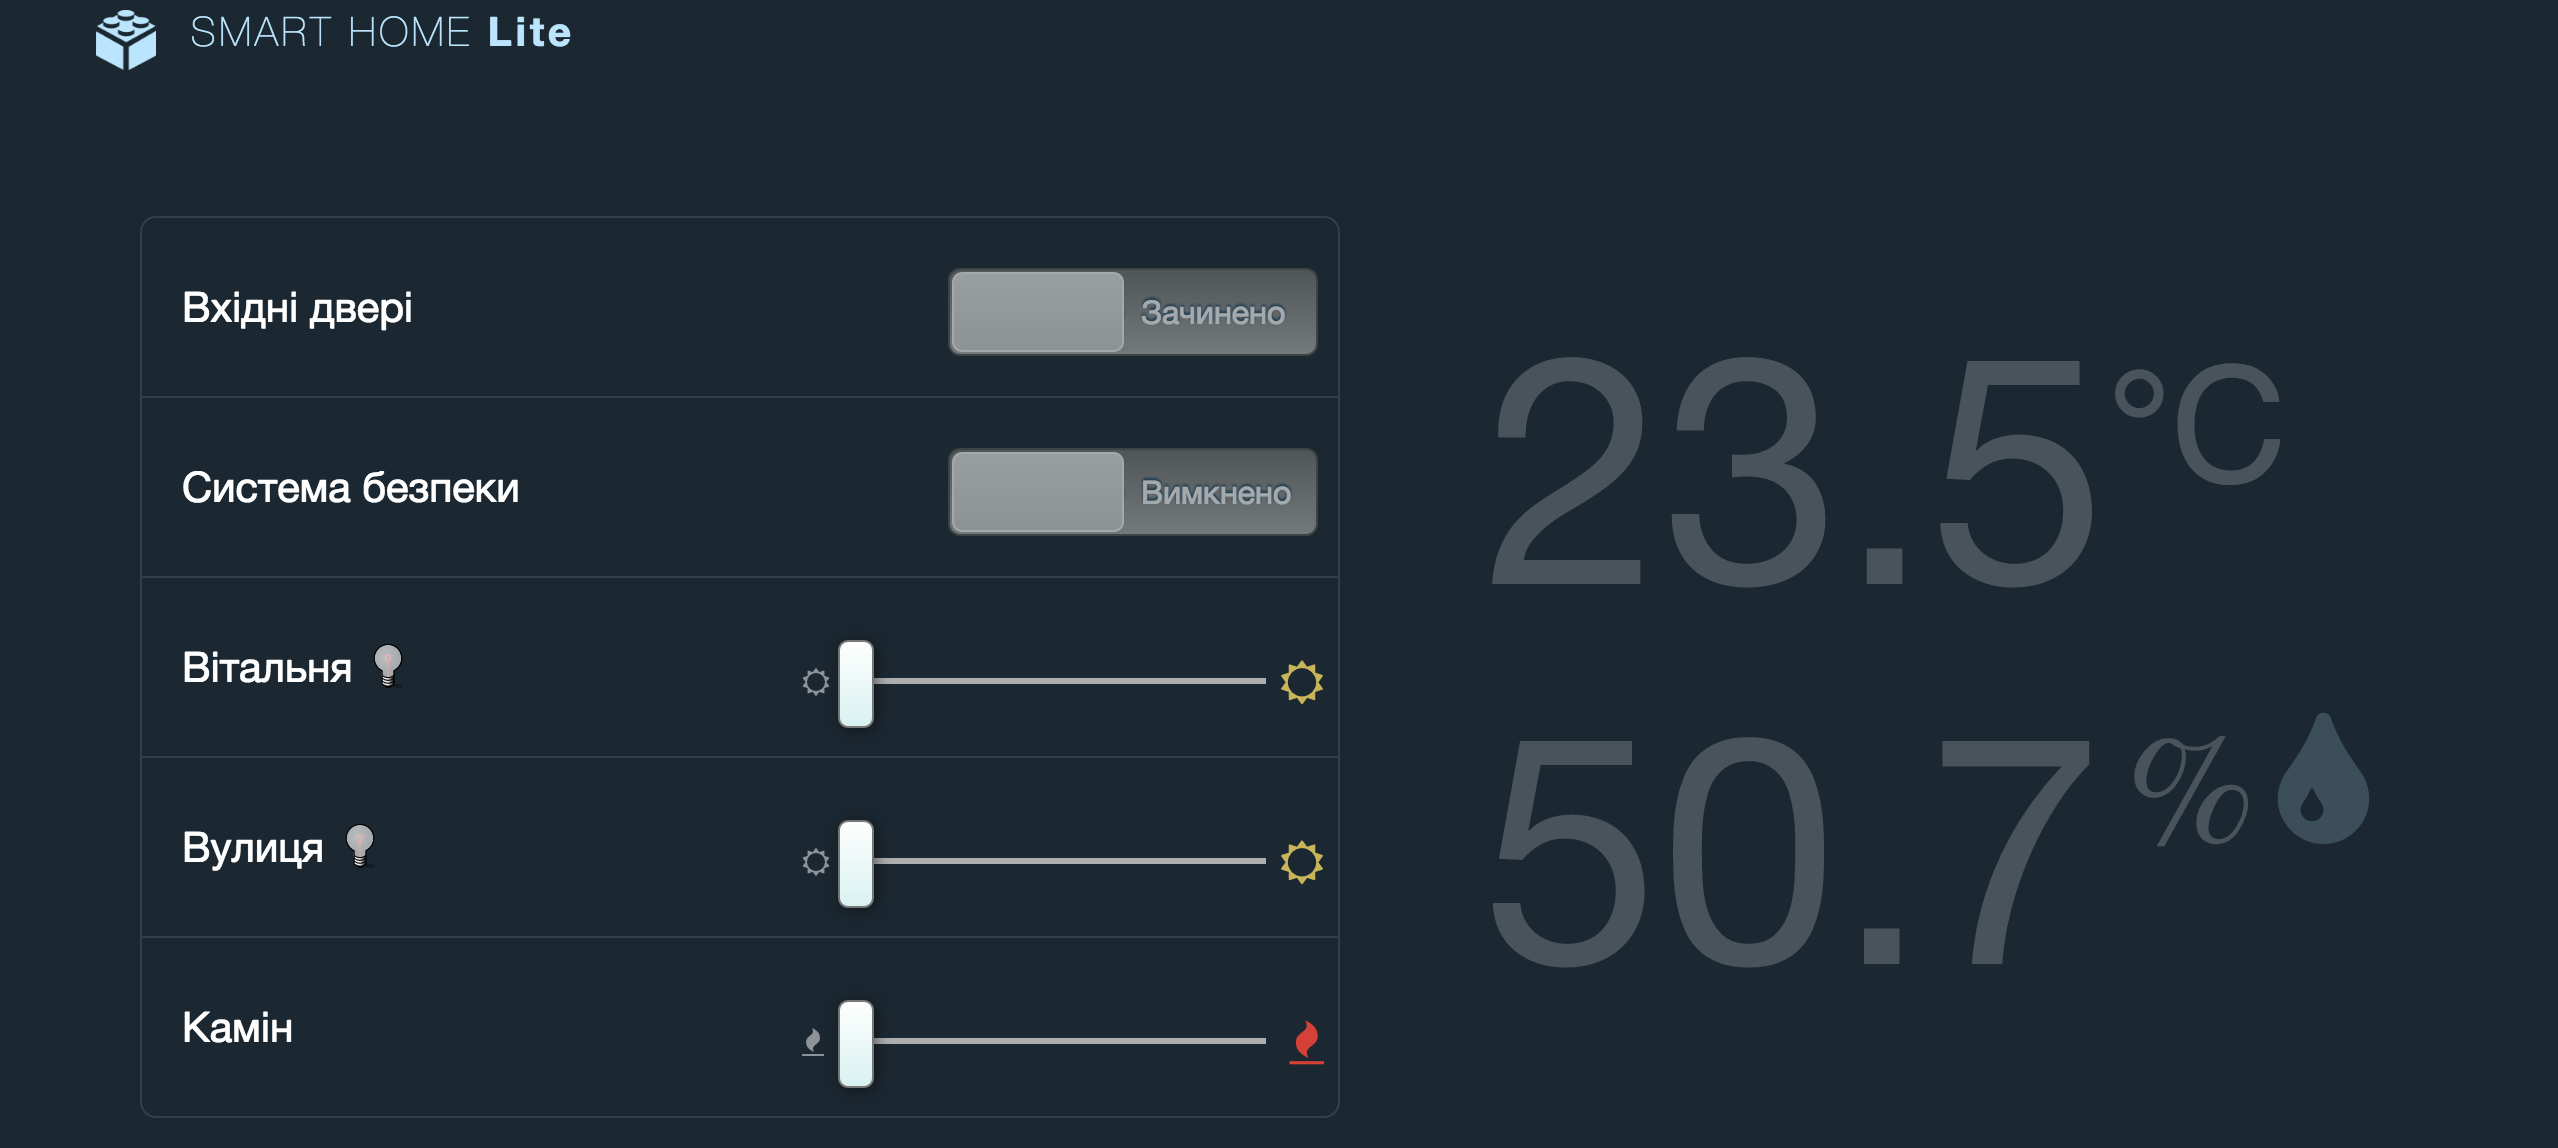 SMART HOME Lite
Вхідні двері
Зачинено
Система безпеки
Вимкнено
Вітальня
Вулиця
Камін
23.5°C
50.7%